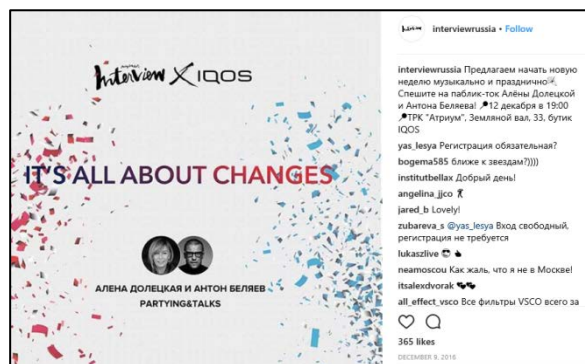 Interview X IQOS
IT'S ALL ABOUT CHANGES
АЛЕНА ДОЛЕЦКАЯ И АНТОН БЕЛЯЕВ
PARTYING&TALKS
interviewrussia • Follow
interviewrussia Предлагаем начать новую
неделю музыкально и празднично
Спешите на паблик-ток Алёны Долецкой
и Антона Беляева! 12 декабря в 19:00
ТРК "Атриум", Земляной вал, 33, бутик
IQOS
yas_lesya Регистрация обязательная?
bogema585 ближе к звездам?))))
institutbellax Добрый день!
angelina_jjco
jared_b Lovely!
zubareva_s @yas_lesya Вход свободный,
регистрация не требуется
lukaszlive
neamoscou Как жаль, что я не в Москве!
itsalexdvorak
all_effect_vsco Все фильтры VSCO всего за
365 likes
DECEMBER 9, 2016